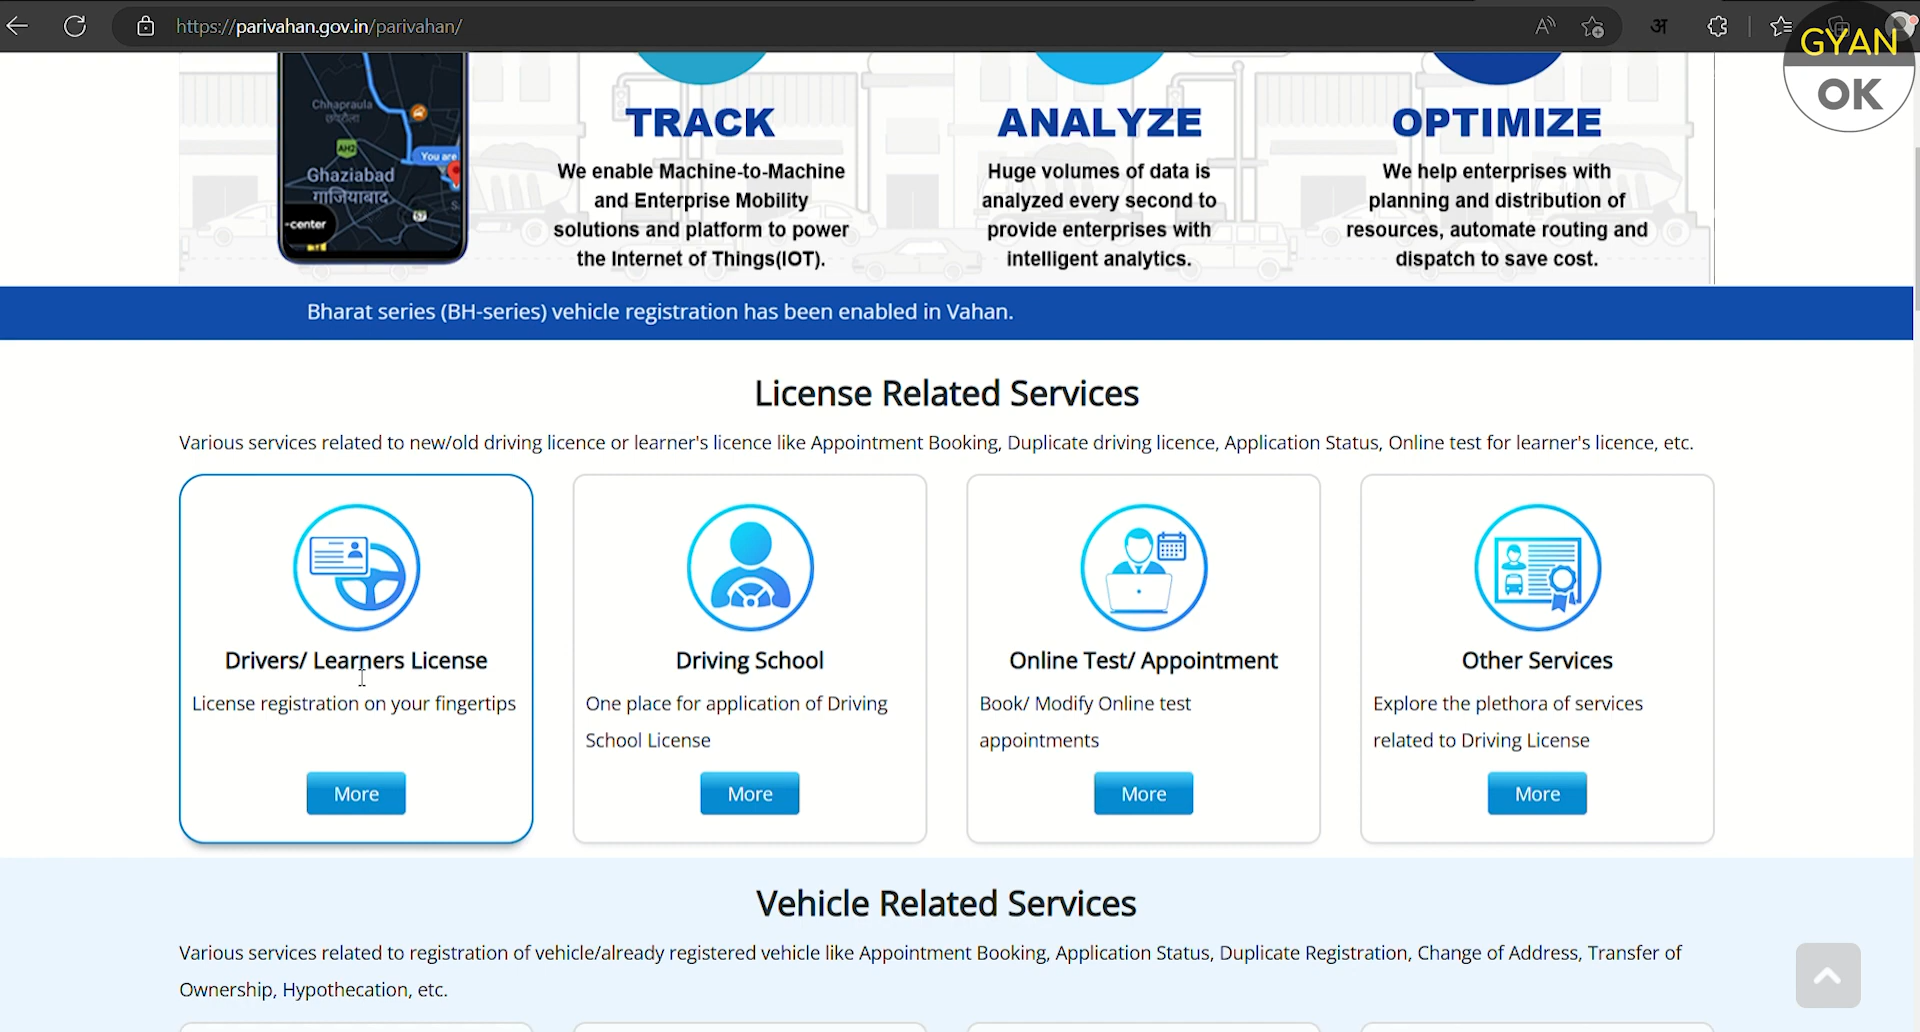 https://parivahan.gov.in/parivahan/
अ
GYAN
OK
Chhapraula
AH2
You are
Ghaziabad
गाज़ियाबाद
-center
TRACK
We enable Machine-to-Machine
and Enterprise Mobility
solutions and platform to power
the Internet of Things(IOT).
ANALYZE
Huge volumes of data is
analyzed every second to
provide enterprises with
intelligent analytics.
OPTIMIZE
We help enterprises with
planning and distribution of
resources, automate routing and
dispatch to save cost.
Bharat series (BH-series) vehicle registration has been enabled in Vahan.
License Related Services
Various services related to new/old driving licence or learner's licence like Appointment Booking, Duplicate driving licence, Application Status, Online test for learner's licence, etc.
Drivers/ Learners License
License registration on your fingertips
More
Driving School
One place for application of Driving
School License
More
Online Test/ Appointment
Book/ Modify Online test
appointments
More
Other Services
Explore the plethora of services
related to Driving License
More
Vehicle Related Services
Various services related to registration of vehicle/already registered vehicle like Appointment Booking, Application Status, Duplicate Registration, Change of Address, Transfer of
Ownership, Hypothecation, etc.